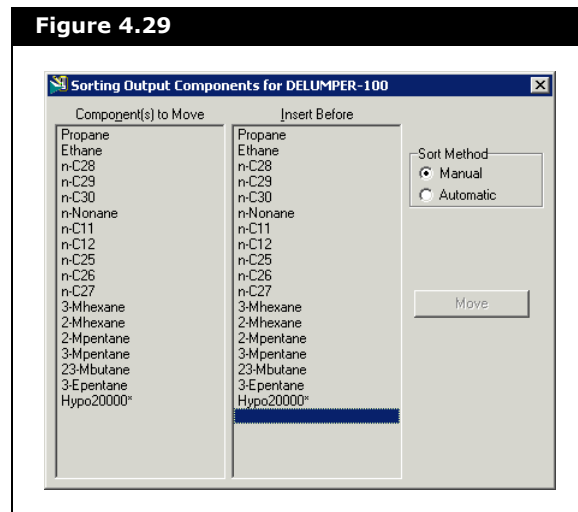 Figure 4.29
Sorting Output Components for DELUMPER-100
Component(s) to Move
Propane
Ethane
n-C28
n-C29
n-C30
n-Nonane
n-C11
n-C12
n-C25
n-C26
n-C27
3-Mhexane
2-Mhexane
2-Mpentane
3-Mpentane
23-Mbutane
3-Epentane
Hypo20000*
Insert Before
Propane
Ethane
n-C28
n-C29
n-C30
n-Nonane
n-C11
n-C12
n-C25
n-C26
n-C27
3-Mhexane
2-Mhexane
2-Mpentane
3-Mpentane
23-Mbutane
3-Epentane
Hypo20000*
Sort Method
Manual
Automatic
Move